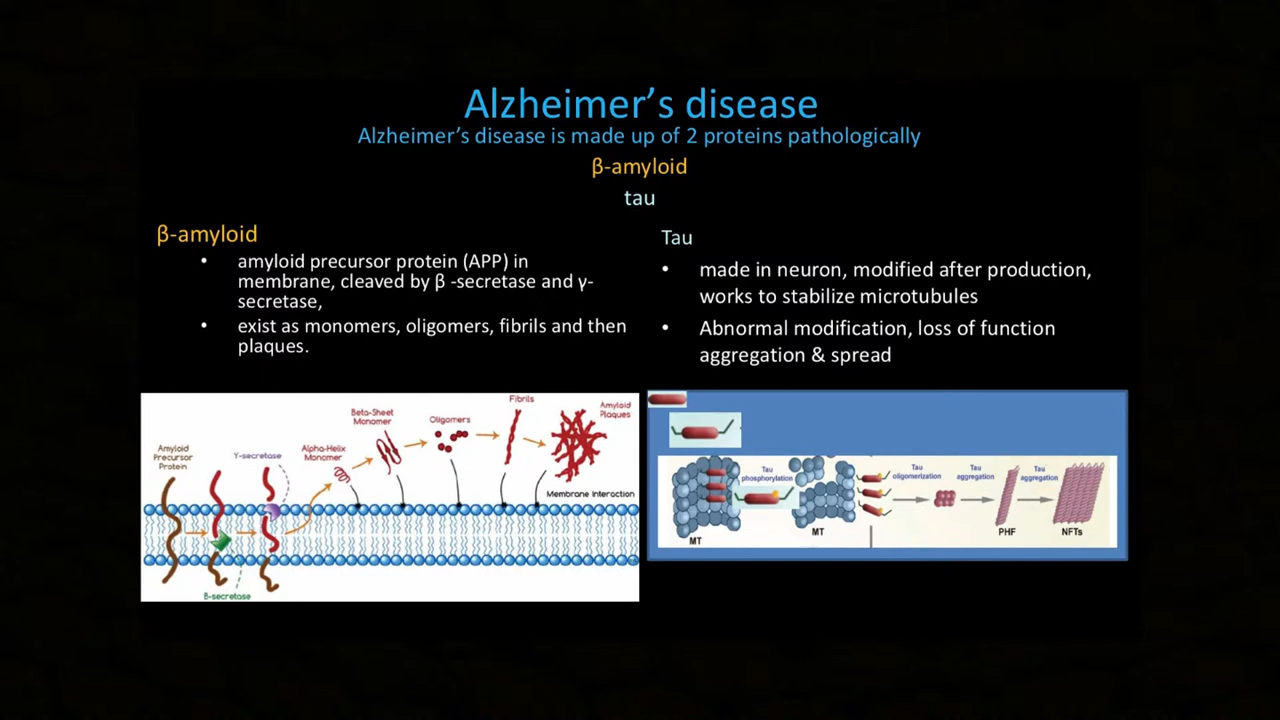 Alzheimer’s disease
Alzheimer’s disease is made up of 2 proteins pathologically
β-amyloid
tau
β-amyloid
• amyloid precursor protein (APP) in
membrane, cleaved by β -secretase and γ-
secretase,
• exist as monomers, oligomers, fibrils and then
plaques.
Tau
• made in neuron, modified after production,
works to stabilize microtubules
• Abnormal modification, loss of function
aggregation & spread
Amyloid
Precursor
Protein
Y-secretase
Alpha-Helix
Monomer
Beta-Sheet
Monomer
Oligomers
Fibrils
Amyloid
Plaques
Membrane Interaction
B-secretase
Tau
phosphorylation
Tau
oligomerization
Tau
aggregation
Tau
aggregation
MT
MT
PHF
NFTs